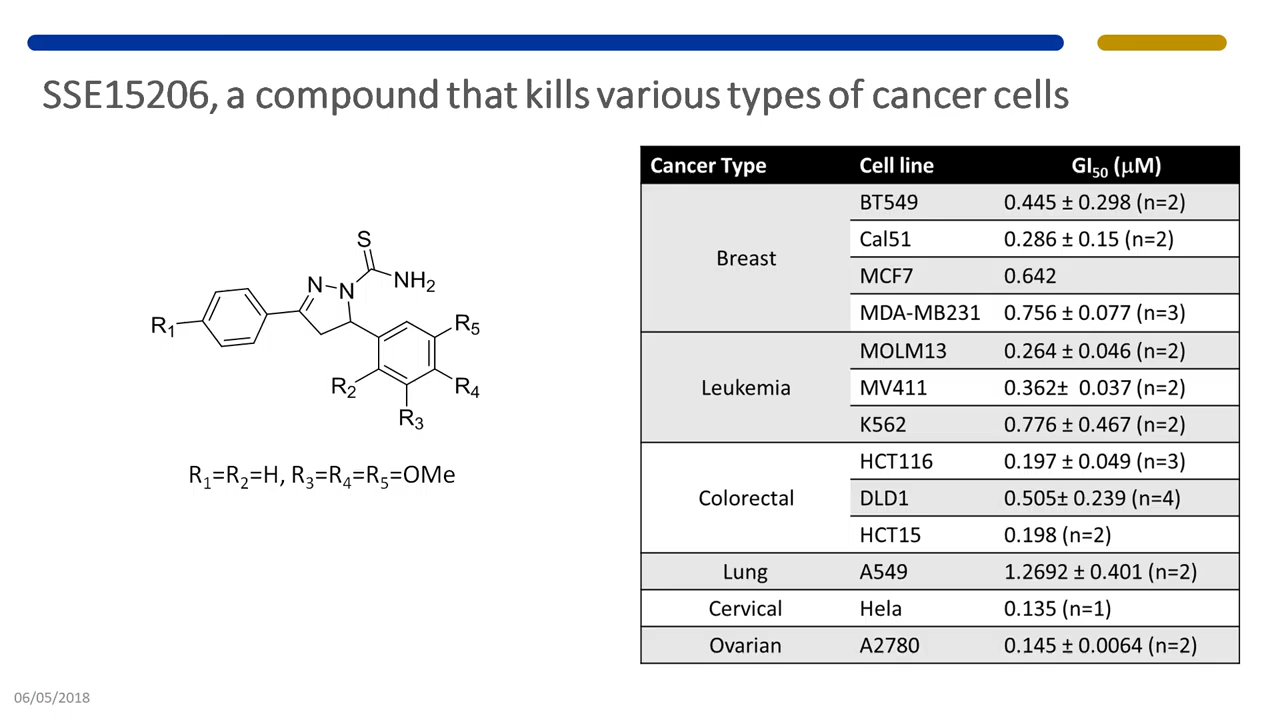 SSE15206, a compound that kills various types of cancer cells
S
N
N
NH₂
R₁
R₅
R₂
R₄
R₃
R₁=R₂=H, R₃=R₄=R₅=OMe
Cancer Type Cell line GI₅₀ (µM)
Breast BT549 0.445 ± 0.298 (n=2)
Cal51 0.286 ± 0.15 (n=2)
MCF7 0.642
MDA-MB231 0.756 ± 0.077 (n=3)
Leukemia MOLM13 0.264 ± 0.046 (n=2)
MV411 0.362± 0.037 (n=2)
K562 0.776 ± 0.467 (n=2)
Colorectal HCT116 0.197 ± 0.049 (n=3)
DLD1 0.505± 0.239 (n=4)
HCT15 0.198 (n=2)
Lung A549 1.2692 ± 0.401 (n=2)
Cervical Hela 0.135 (n=1)
Ovarian A2780 0.145 ± 0.0064 (n=2)
06/05/2018